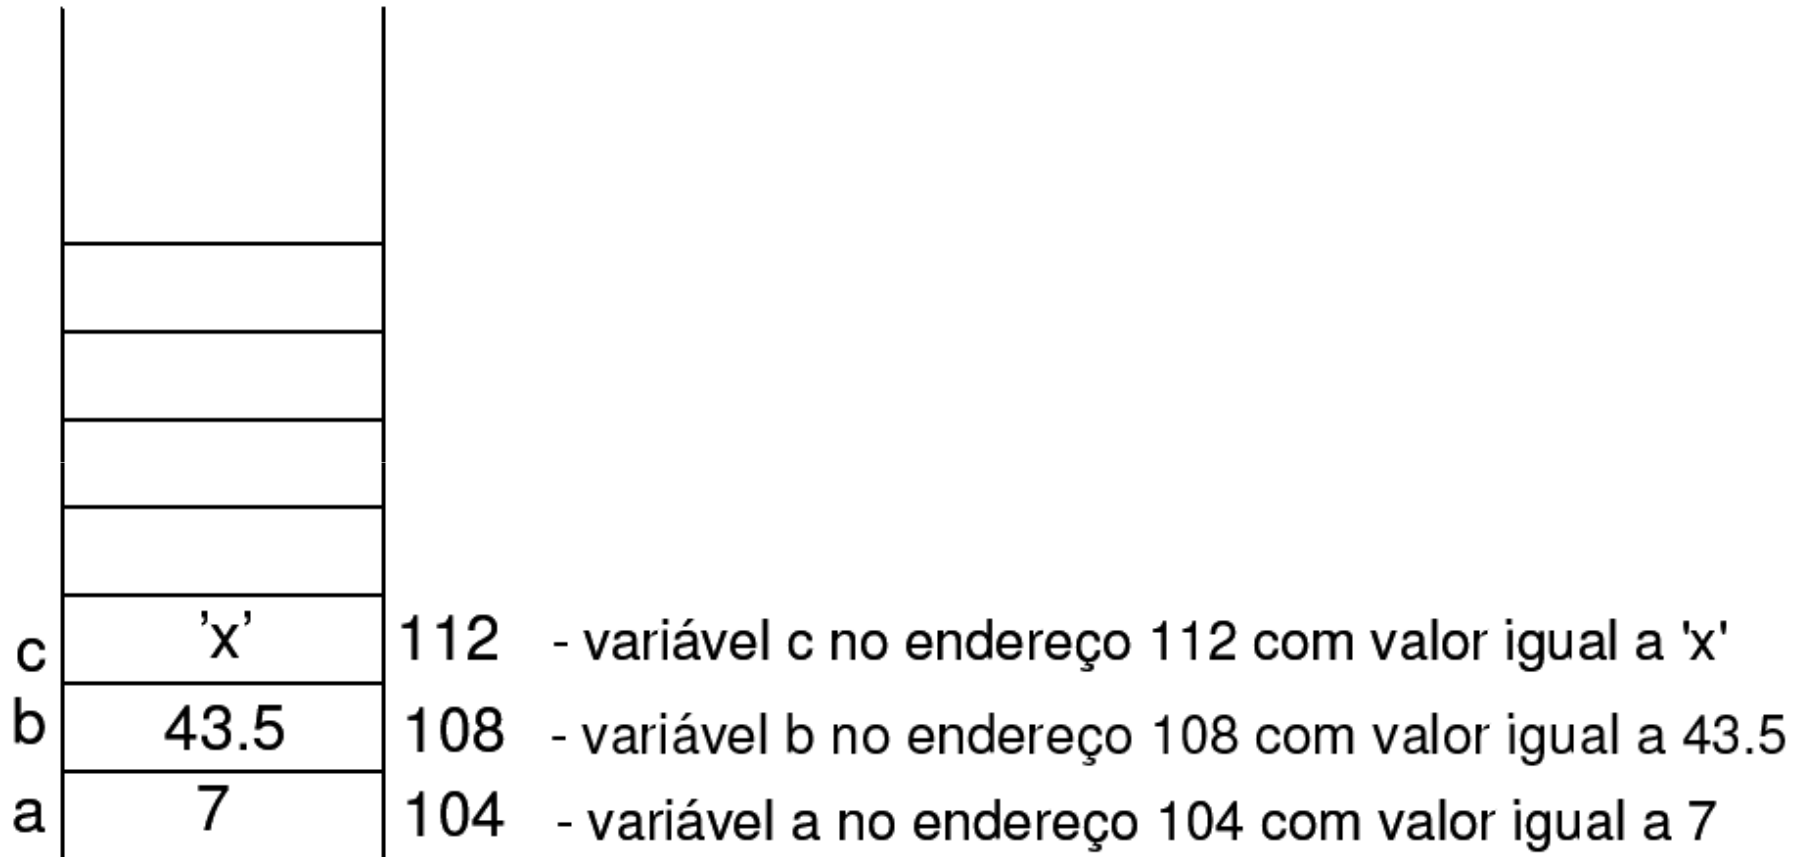 c 'x' 112 - variável c no endereço 112 com valor igual a 'x'
b 43.5 108 - variável b no endereço 108 com valor igual a 43.5
a 7 104 - variável a no endereço 104 com valor igual a 7